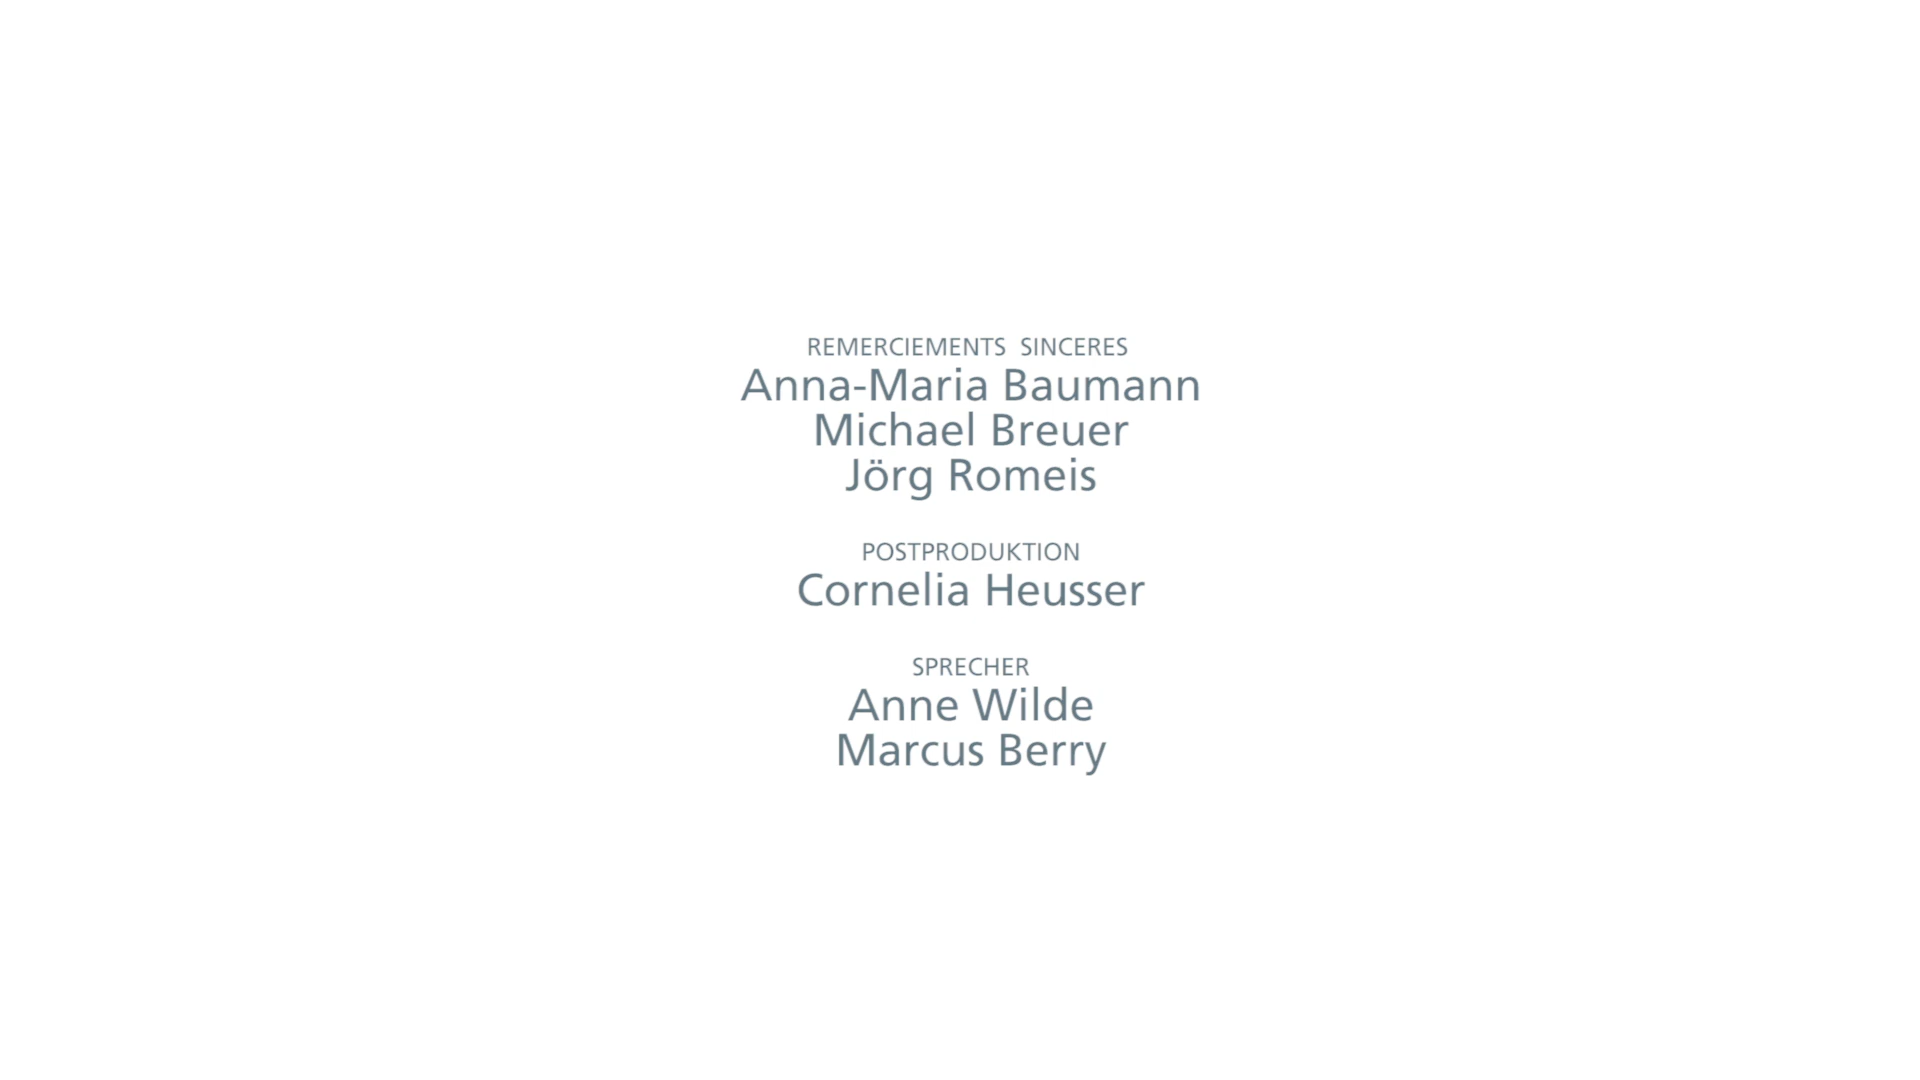 REMERCIEMENTS SINCERES
Anna-Maria Baumann
Michael Breuer
Jörg Romeis
POSTPRODUKTION
Cornelia Heusser
SPRECHER
Anne Wilde
Marcus Berry